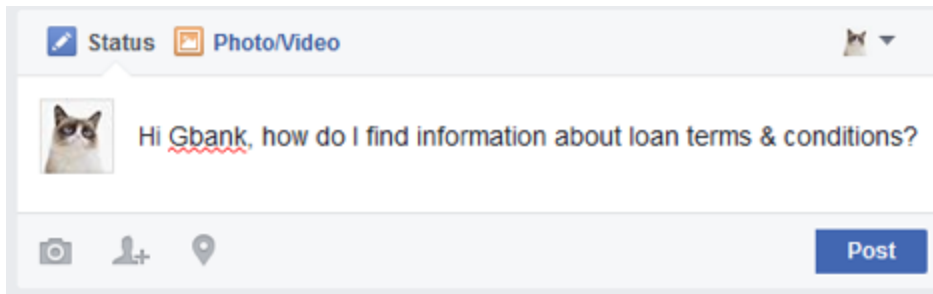 Status Photo/Video
Hi Gbank, how do I find information about loan terms & conditions?
Post